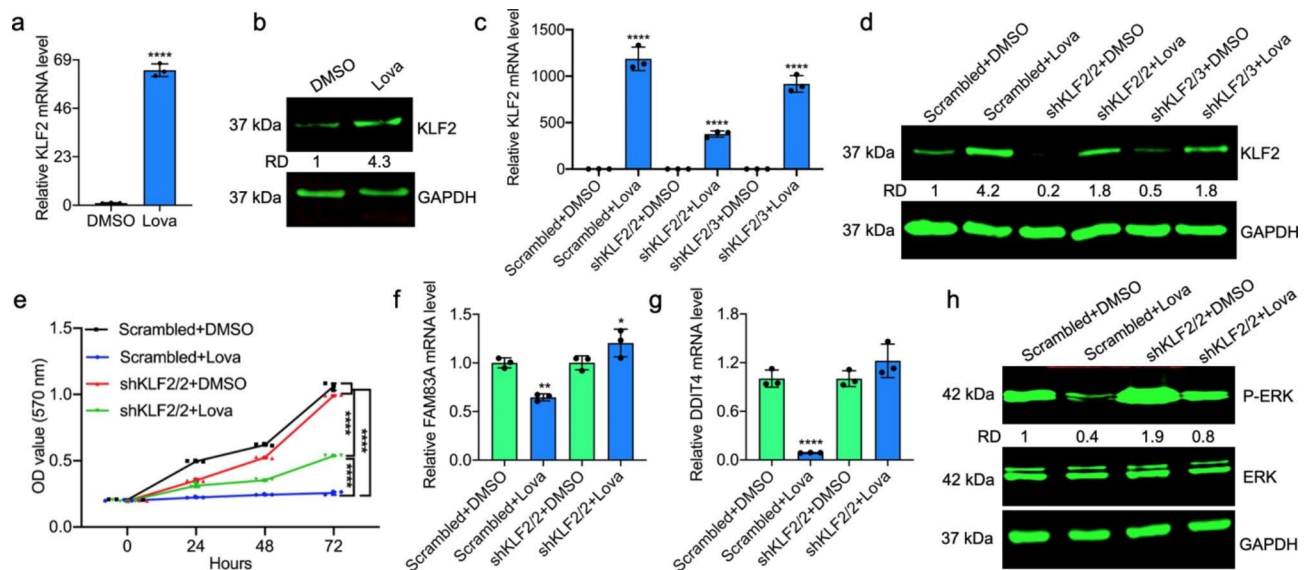 a
Relative KLF2 mRNA level
69
46
23
0
****
DMSO
Lova
b
DMSO
Lova
37 kDa
KLF2
RD
1
4.3
37 kDa
GAPDH
c
Relative KLF2 mRNA level
1500
1000
500
0
****
****
****
Scrambled+DMSO
Scrambled+Lova
shKLF2/2+DMSO
shKLF2/2+Lova
shKLF2/3+DMSO
shKLF2/3+Lova
d
Scrambled+DMSO
Scrambled+Lova
shKLF2/2+DMSO
shKLF2/2+Lova
shKLF2/3+DMSO
shKLF2/3+Lova
37 kDa
KLF2
RD
1
4.2
0.2
1.8
0.5
1.8
37 kDa
GAPDH
e
OD value (570 nm)
1.5
1.0
0.5
0.0
Scrambled+DMSO
Scrambled+Lova
shKLF2/2+DMSO
shKLF2/2+Lova
****
****
****
0
24
48
72
Hours
f
Relative FAM83A mRNA level
1.5
1.0
0.5
0.0
**
*
Scrambled+DMSO
Scrambled+Lova
shKLF2/2+DMSO
shKLF2/2+Lova
g
Relative DDIT4 mRNA level
1.8
1.2
0.6
0.0
****
Scrambled+DMSO
Scrambled+Lova
shKLF2/2+DMSO
shKLF2/2+Lova
h
Scrambled+DMSO
Scrambled+Lova
shKLF2/2+DMSO
shKLF2/2+Lova
42 kDa
P-ERK
RD
1
0.4
1.9
0.8
42 kDa
ERK
37 kDa
GAPDH